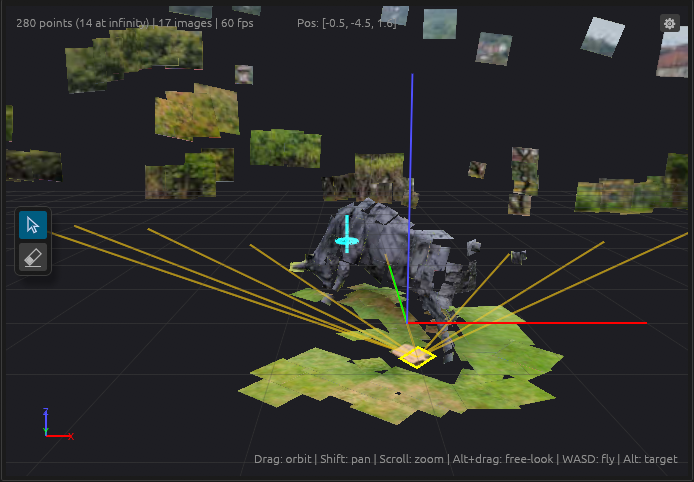 280 points (14 at infinity) | 17 images | 60 fps
Pos: [-0.5, -4.5, 1.6]
Z
X
Drag: orbit | Shift: pan | Scroll: zoom | Alt+drag: free-look | WASD: fly | Alt: target